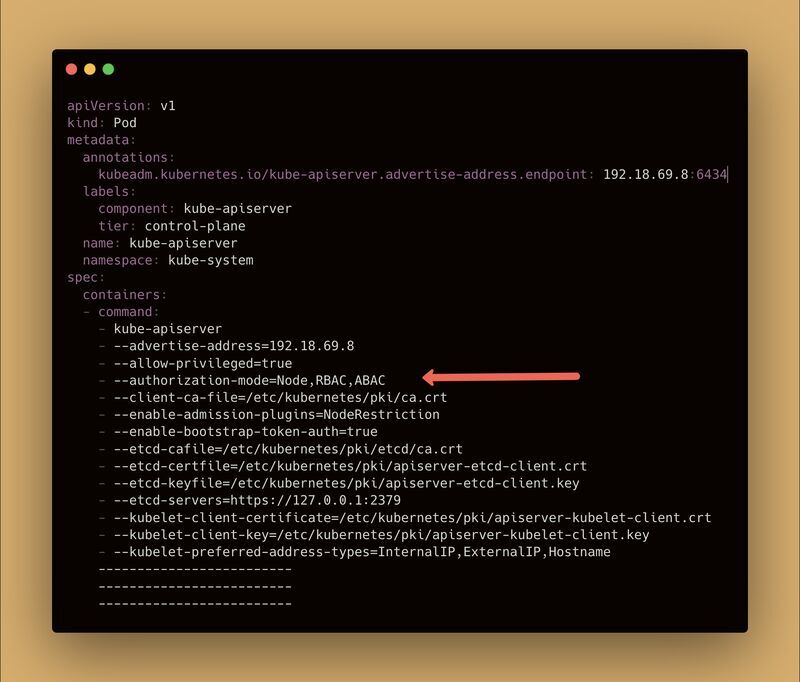 apiVersion: v1
kind: Pod
metadata:
  annotations:
    kubeadm.kubernetes.io/kube-apiserver.advertise-address.endpoint: 192.18.69.8:6434
  labels:
    component: kube-apiserver
    tier: control-plane
  name: kube-apiserver
  namespace: kube-system
spec:
  containers:
  - command:
    - kube-apiserver
    - --advertise-address=192.18.69.8
    - --allow-privileged=true
    - --authorization-mode=Node,RBAC,ABAC
    - --client-ca-file=/etc/kubernetes/pki/ca.crt
    - --enable-admission-plugins=NodeRestriction
    - --enable-bootstrap-token-auth=true
    - --etcd-cafile=/etc/kubernetes/pki/etcd/ca.crt
    - --etcd-certfile=/etc/kubernetes/pki/apiserver-etcd-client.crt
    - --etcd-keyfile=/etc/kubernetes/pki/apiserver-etcd-client.key
    - --etcd-servers=https://127.0.0.1:2379
    - --kubelet-client-certificate=/etc/kubernetes/pki/apiserver-kubelet-client.crt
    - --kubelet-client-key=/etc/kubernetes/pki/apiserver-kubelet-client.key
    - --kubelet-preferred-address-types=InternalIP,ExternalIP,Hostname
    -------------------------
    -------------------------
    -------------------------